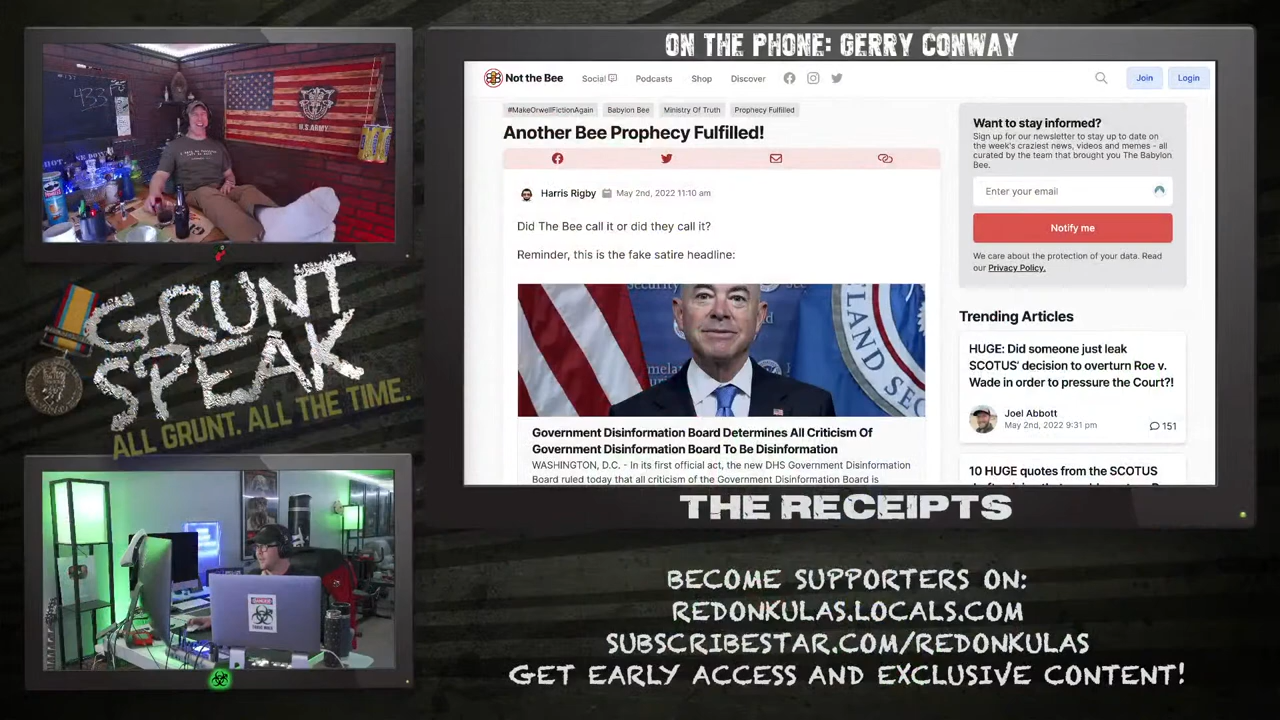 ON THE PHONE: GERRY CONWAY
Not the Bee
Social
Podcasts
Shop
Discover
Join
Login
#MakeOrwellFictionAgain
Babylon Bee
Ministry Of Truth
Prophecy Fulfilled
Another Bee Prophecy Fulfilled!
Harris Rigby
May 2nd, 2022 11:10 am
Did The Bee call it or did they call it?
Reminder, this is the fake satire headline:
Government Disinformation Board Determines All Criticism Of
Government Disinformation Board To Be Disinformation
WASHINGTON, D.C. - In its first official act, the new DHS Government Disinformation
Board ruled today that all criticism of the Government Disinformation Board is
Want to stay informed?
Sign up for our newsletter to stay up to date on
the week's craziest news, videos and memes - all
curated by the team that brought you The Babylon
Bee.
Enter your email
Notify me
We care about the protection of your data. Read
our Privacy Policy.
Trending Articles
HUGE: Did someone just leak
SCOTUS' decision to overturn Roe v.
Wade in order to pressure the Court?!
Joel Abbott
May 2nd, 2022 9:31 pm
151
10 HUGE quotes from the SCOTUS
THE RECEIPTS
U.S. ARMY
433
GRUNT
SPEAK
ALL GRUNT. ALL THE TIME.
DANGER
BECOME SUPPORTERS ON:
REDONKULAS.LOCALS.COM
SUBSCRIBESTAR.COM/REDONKULAS
GET EARLY ACCESS AND EXCLUSIVE CONTENT!